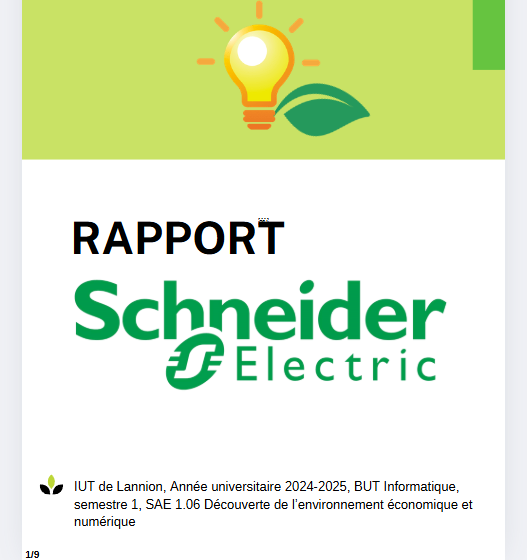 RAPPORT
Schneider
Electric
IUT de Lannion, Année universitaire 2024-2025, BUT Informatique,
semestre 1, SAE 1.06 Découverte de l’environnement économique et
numérique
1/9